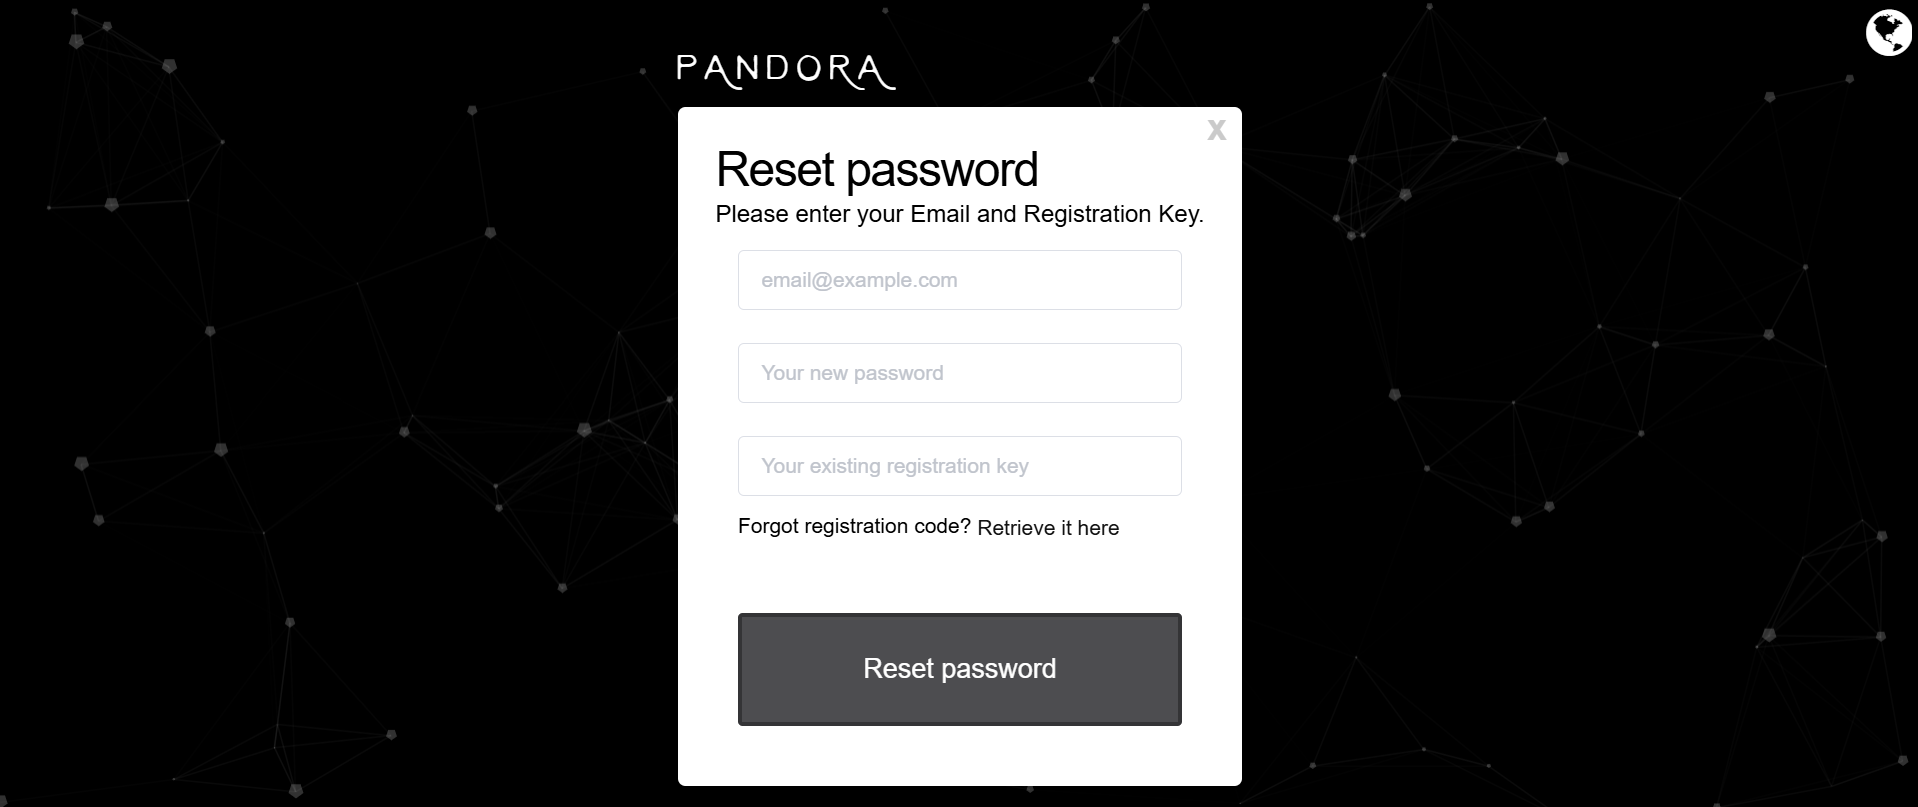 PANDORA
X
Reset password
Please enter your Email and Registration Key.
email@example.com
Your new password
Your existing registration key
Forgot registration code? Retrieve it here
Reset password